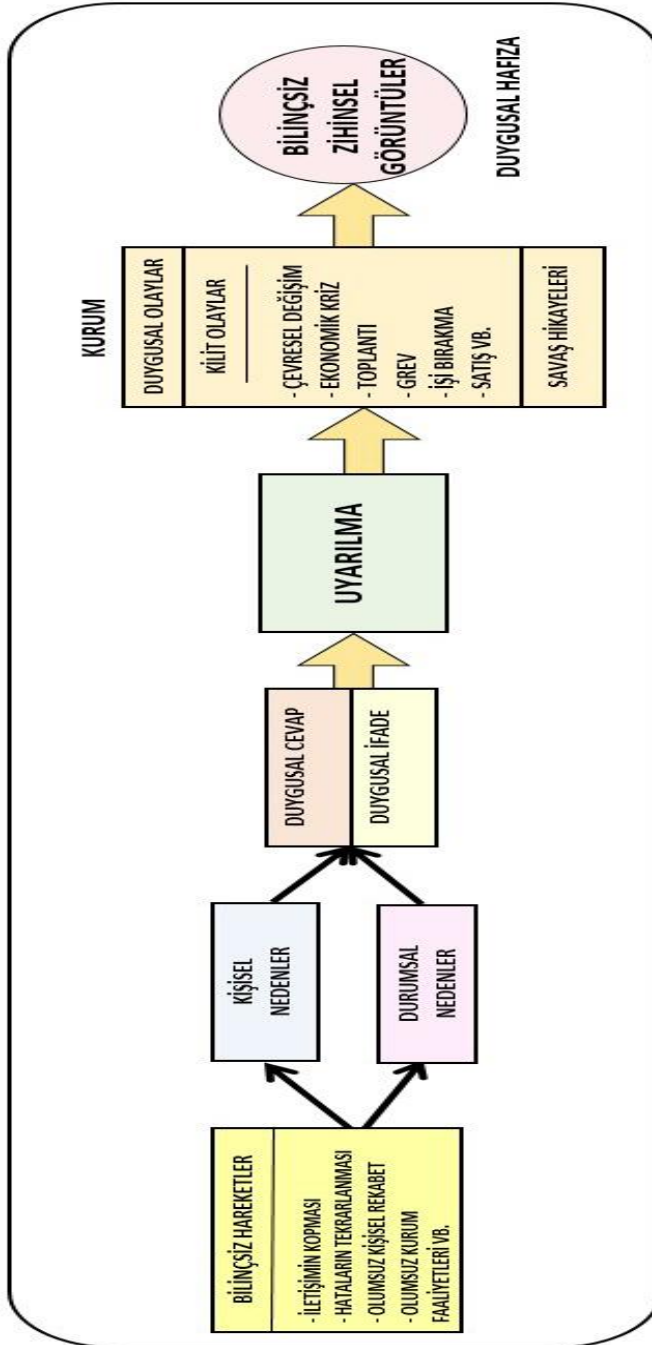 BİLİNÇSİZ HAREKETLER
- İLETİŞİMİN KOPMASI
- HATALARIN TEKRARLANMASI
- OLUMSUZ KİŞİSEL REKABET
- OLUMSUZ KURUM
FAALİYETLERİ VB.
KİŞİSEL
NEDENLER
DURUMSAL
NEDENLER
DUYGUSAL CEVAP
DUYGUSAL İFADE
UYARILMA
KURUM
DUYGUSAL OLAYLAR
KİLİT OLAYLAR
- ÇEVRESEL DEĞİŞİM
- EKONOMİK KRİZ
- TOPLANTI
- GREV
- İŞİ BIRAKMA
- SATIŞ VB.
SAVAŞ HİKAYELERİ
BİLİNÇSİZ
ZİHİNSEL
GÖRÜNTÜLER
DUYGUSAL HAFIZA